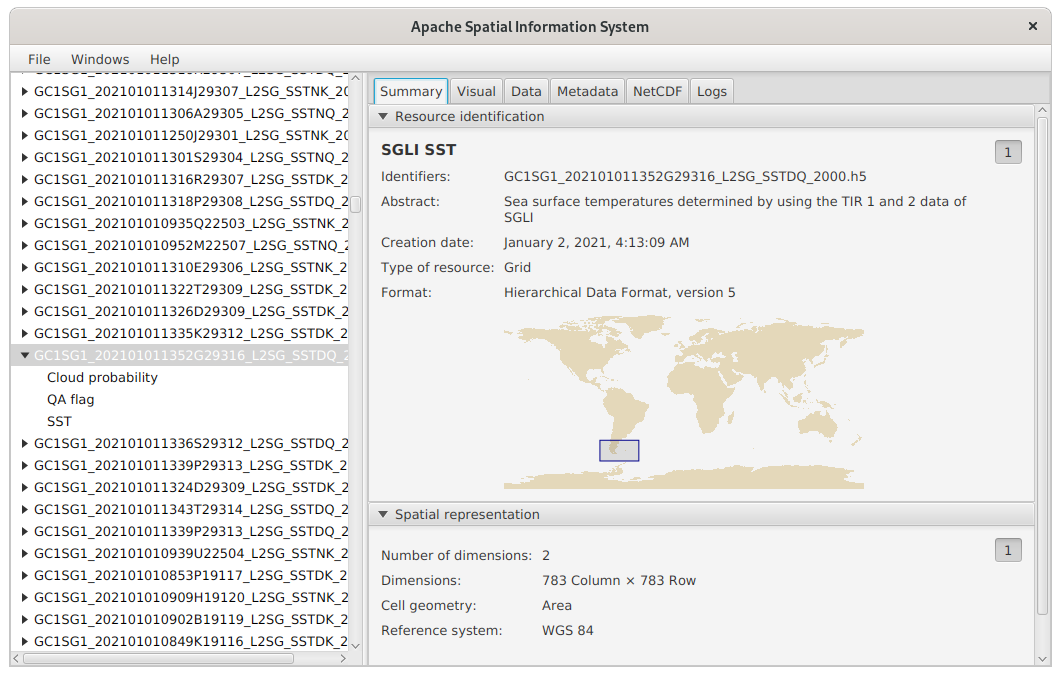 Apache Spatial Information System
File Windows Help
GC1SG1_202101011314J29307_L2SG_SSTNK_20
GC1SG1_202101011306A29305_L2SG_SSTNQ_2
GC1SG1_202101011250J29301_L2SG_SSTNK_20
GC1SG1_202101011301S29304_L2SG_SSTNQ_2
GC1SG1_202101011316R29307_L2SG_SSTDK_2
GC1SG1_202101011318P29308_L2SG_SSTDQ_2
GC1SG1_202101010935Q22503_L2SG_SSTNK_2
GC1SG1_202101010952M22507_L2SG_SSTNQ_2
GC1SG1_202101011310E29306_L2SG_SSTNK_2
GC1SG1_202101011322T29309_L2SG_SSTDK_2
GC1SG1_202101011326D29309_L2SG_SSTDK_2
GC1SG1_202101011335K29312_L2SG_SSTDK_2
GC1SG1_202101011352G29316_L2SG_SSTDQ_2
Cloud probability
QA flag
SST
GC1SG1_202101011336S29312_L2SG_SSTDQ_2
GC1SG1_202101011339P29313_L2SG_SSTDK_2
GC1SG1_202101011324D29309_L2SG_SSTDK_2
GC1SG1_202101011343T29314_L2SG_SSTDQ_2
GC1SG1_202101011339P29313_L2SG_SSTDQ_2
GC1SG1_202101010939U22504_L2SG_SSTNK_2
GC1SG1_202101010853P19117_L2SG_SSTDK_2
GC1SG1_202101010909H19120_L2SG_SSTNK_2
GC1SG1_202101010902B19119_L2SG_SSTDK_2
GC1SG1_202101010849K19116_L2SG_SSTDK_2
Summary Visual Data Metadata NetCDF Logs
Resource identification
SGLI SST
1
Identifiers: GC1SG1_202101011352G29316_L2SG_SSTDQ_2000.h5
Abstract: Sea surface temperatures determined by using the TIR 1 and 2 data of
SGLI
Creation date: January 2, 2021, 4:13:09 AM
Type of resource: Grid
Format: Hierarchical Data Format, version 5
Spatial representation
1
Number of dimensions: 2
Dimensions: 783 Column × 783 Row
Cell geometry: Area
Reference system: WGS 84